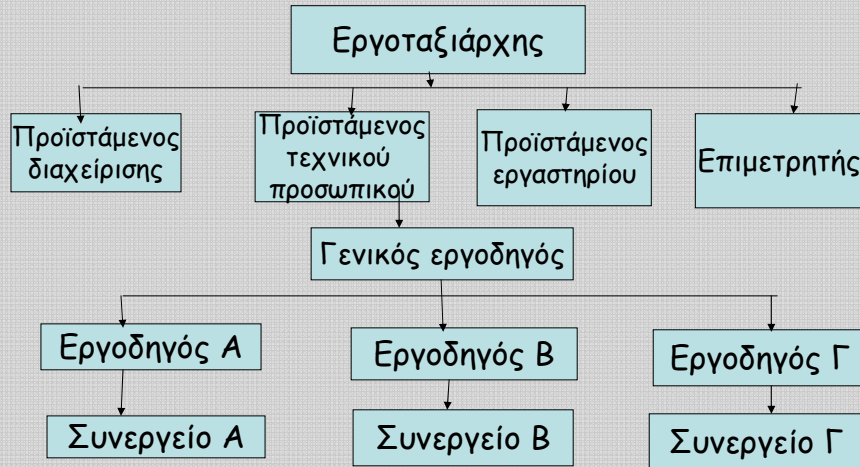 Εργοταξιάρχης
Προϊστάμενος
διαχείρισης
Προϊστάμενος
τεχνικού
προσωπικού
Προϊστάμενος
εργαστηρίου
Επιμετρητής
Γενικός εργοδηγός
Εργοδηγός Α
Εργοδηγός Β
Εργοδηγός Γ
Συνεργείο Α
Συνεργείο Β
Συνεργείο Γ